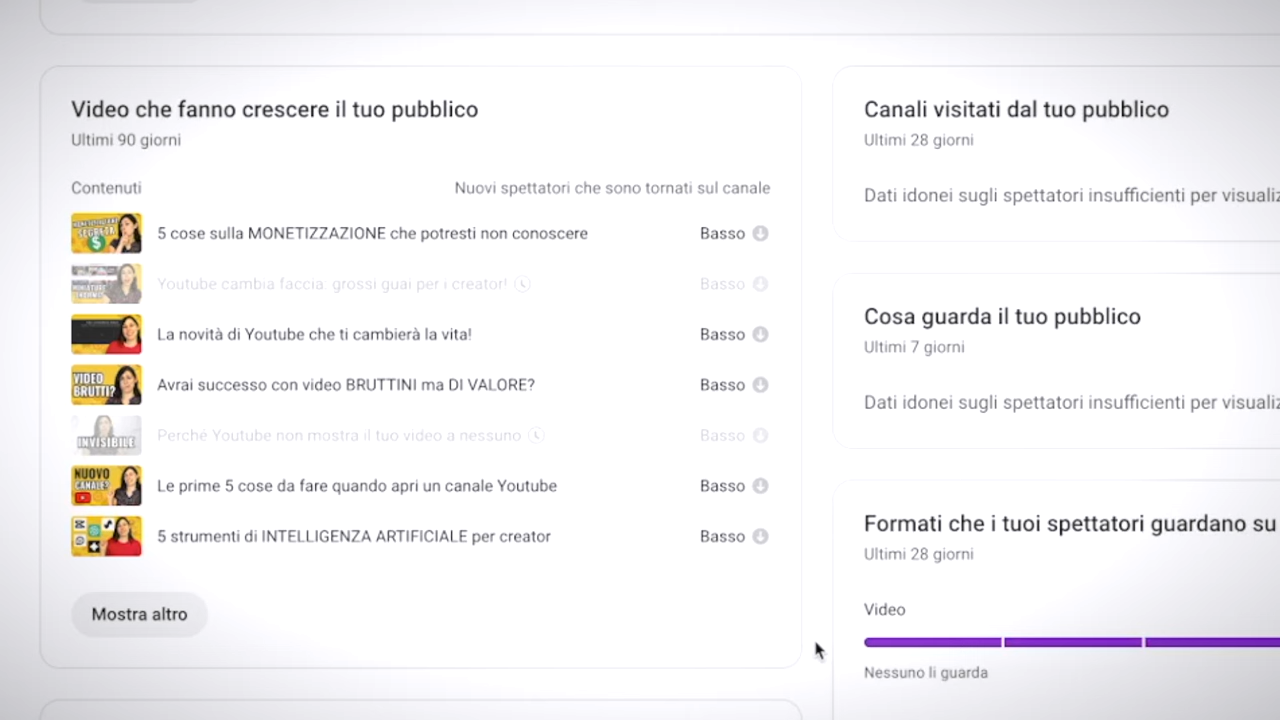 Video che fanno crescere il tuo pubblico
Ultimi 90 giorni
Contenuti
Nuovi spettatori che sono tornati sul canale
SEGRETA
$
5 cose sulla MONETIZZAZIONE che potresti non conoscere
Basso
Youtube cambia faccia: grossi guai per i creator!
Basso
La novità di Youtube che ti cambierà la vita!
Basso
VIDEO
BRUTTI?
Avrai successo con video BRUTTINI ma DI VALORE?
Basso
INVISIBILE
Perché Youtube non mostra il tuo video a nessuno
Basso
NUOVO
CANALE?
Le prime 5 cose da fare quando apri un canale Youtube
Basso
5 strumenti di INTELLIGENZA ARTIFICIALE per creator
Basso
Mostra altro
Canali visitati dal tuo pubblico
Ultimi 28 giorni
Dati idonei sugli spettatori insufficienti per visualiz
Cosa guarda il tuo pubblico
Ultimi 7 giorni
Dati idonei sugli spettatori insufficienti per visualiz
Formati che i tuoi spettatori guardano su
Ultimi 28 giorni
Video
Nessuno li guarda